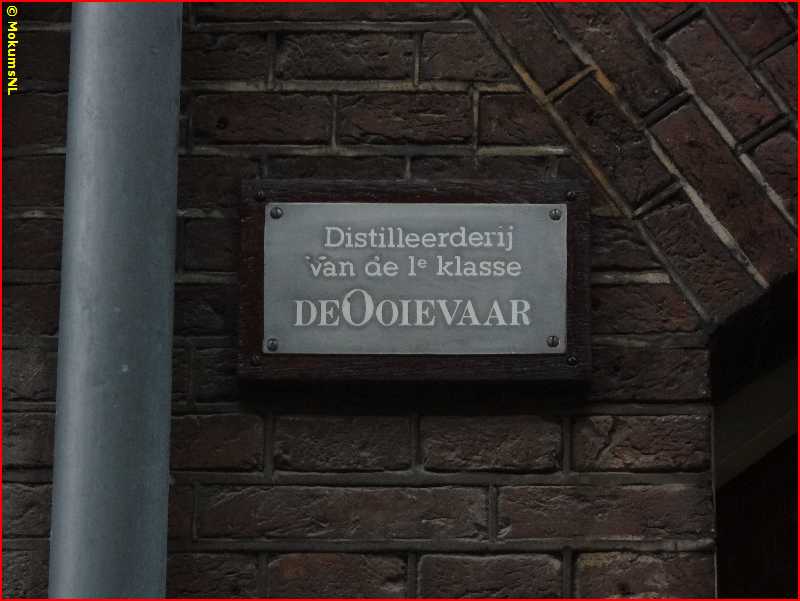 © MokumsNL
Distilleerderij
van de 1e klasse
DE OOIEVAAR